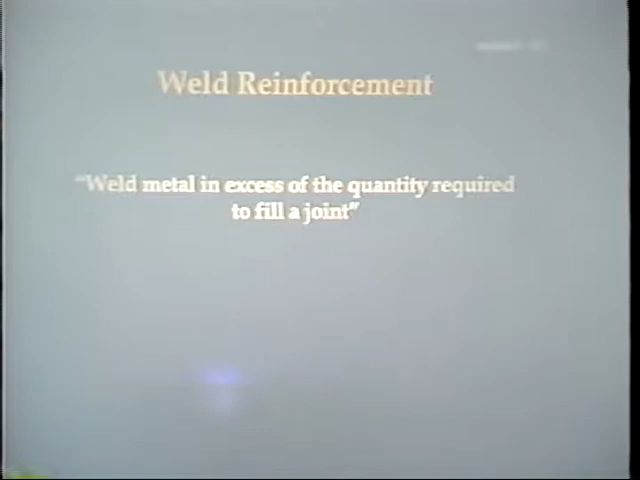 Weld Reinforcement
"Weld metal in excess of the quantity required
to fill a joint"